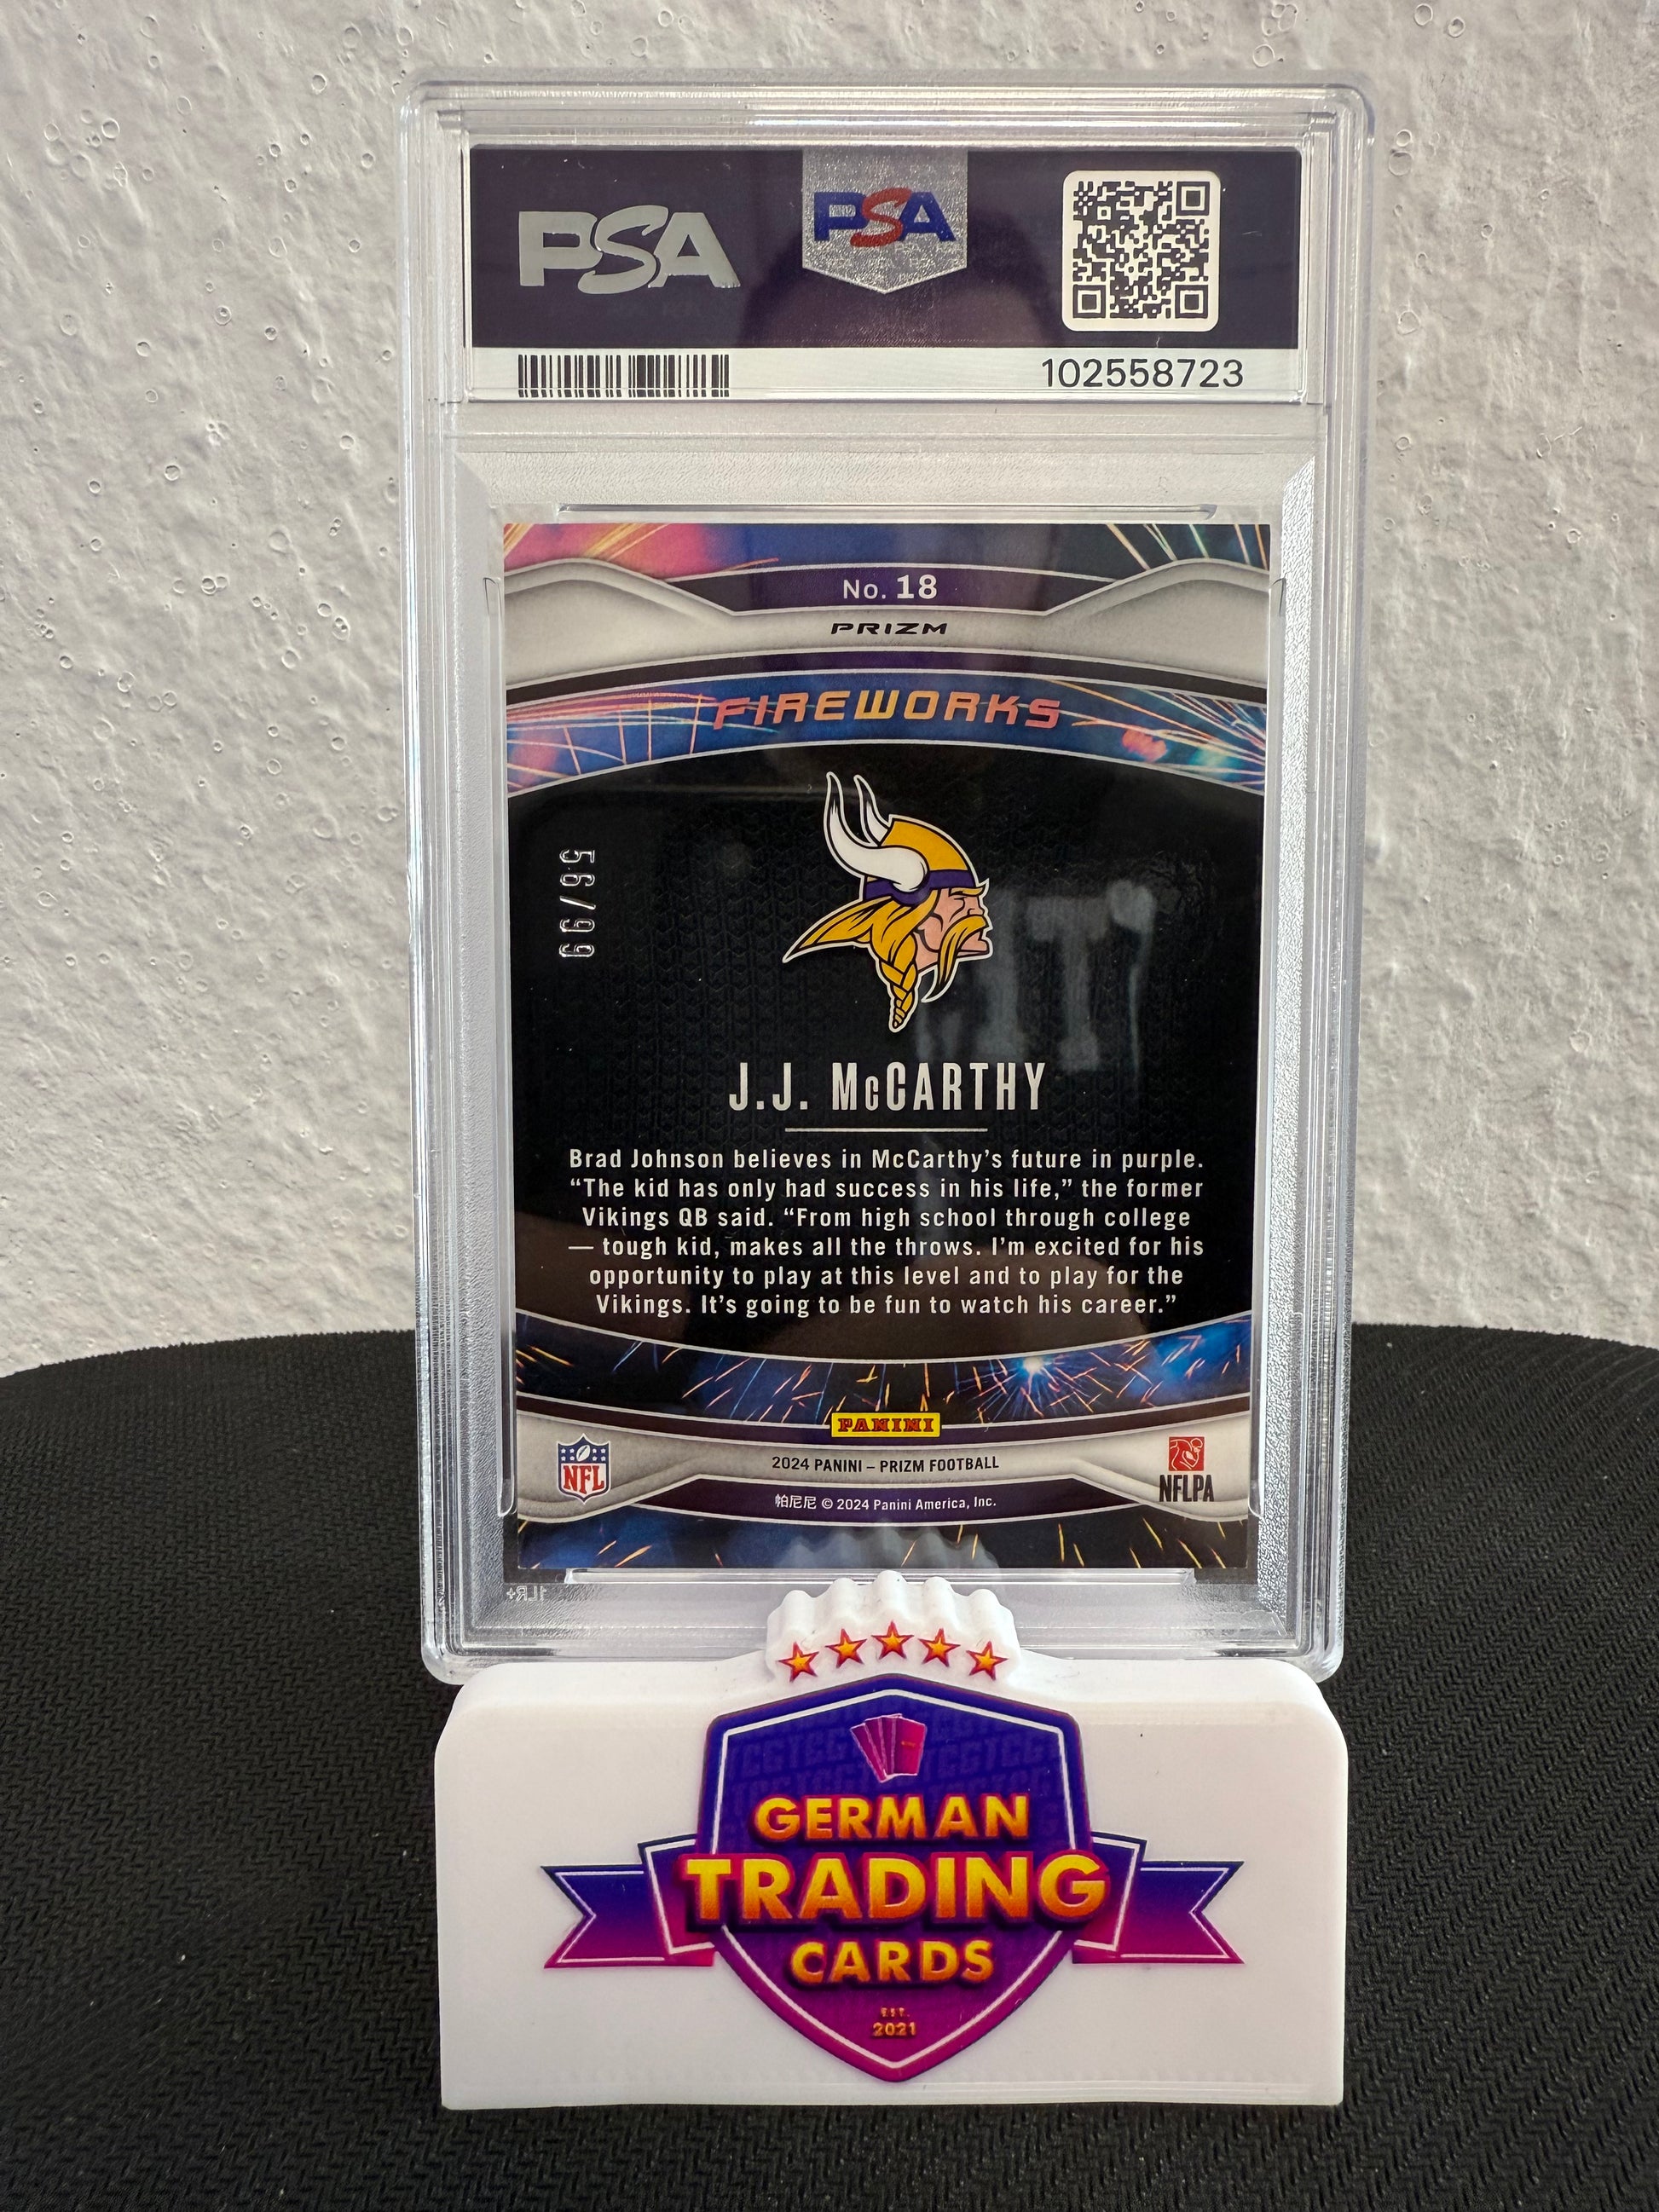 PSA
PSA
102558723
No. 18
PRIZM
FIREWORKS
56/99
J.J. McCARTHY
Brad Johnson believes in McCarthy's future in purple.
“The kid has only had success in his life,” the former
Vikings QB said. “From high school through college
— tough kid, makes all the throws. I'm excited for his
opportunity to play at this level and to play for the
Vikings. It's going to be fun to watch his career.”
PANINI
NFL
2024 PANINI – PRIZM FOOTBALL
NFLPA
帕尼尼 © 2024 Panini America, Inc.
1LR+
GERMAN
TRADING
CARDS
EST.
2021